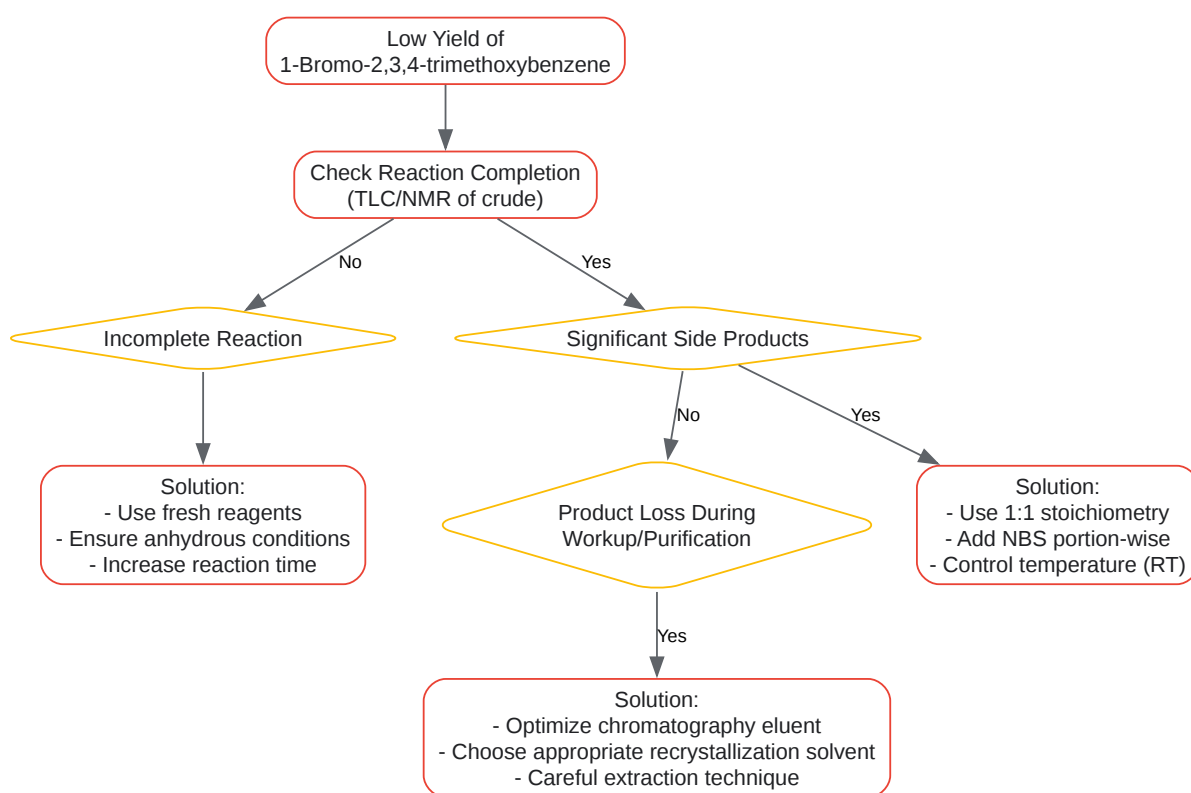 Low Yield of
1-Bromo-2,3,4-trimethoxybenzene
Check Reaction Completion
(TLC/NMR of crude)
No
Yes
Incomplete Reaction
Significant Side Products
No
Yes
Solution:
- Use fresh reagents
- Ensure anhydrous conditions
- Increase reaction time
Product Loss During
Workup/Purification
Solution:
- Use 1:1 stoichiometry
- Add NBS portion-wise
- Control temperature (RT)
Yes
Solution:
- Optimize chromatography eluent
- Choose appropriate recrystallization solvent
- Careful extraction technique